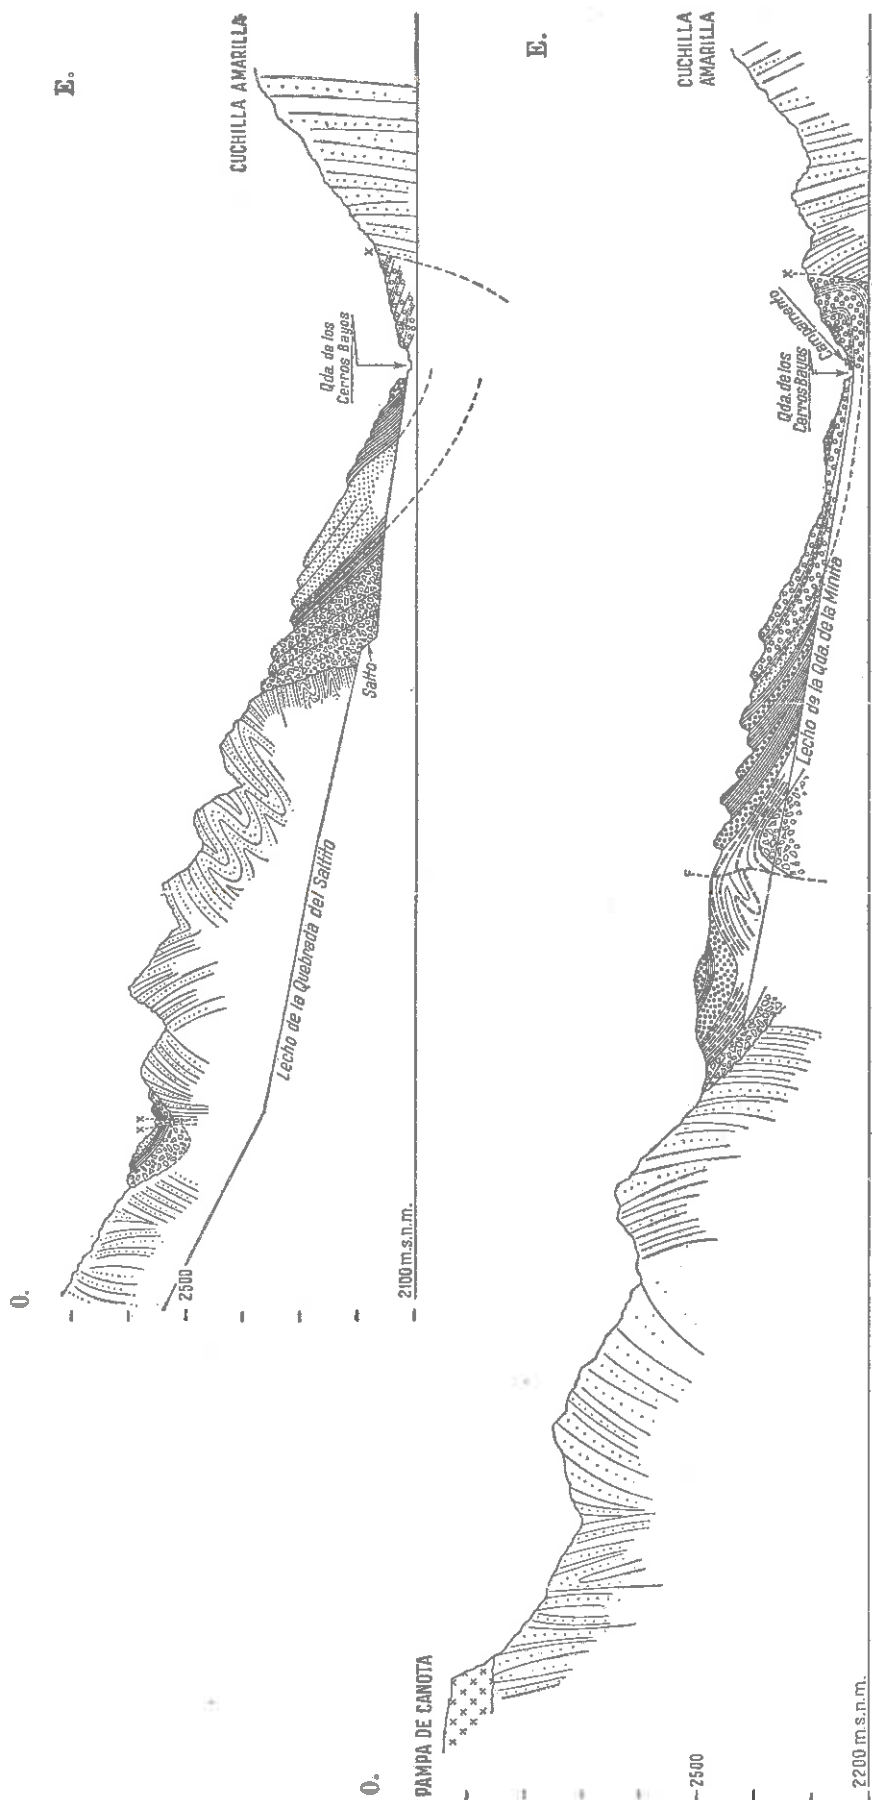 O.
E.
CUCHILLA AMARILLA
x
Qda. de los
Cerros Bayos
Salto
Lecho de la Quebrada del Saltito
x x
2500
2100 m.s.n.m.
O.
E.
PAMPA DE CANOTA
CUCHILLA
AMARILLA
x
Campamento
Qda. de los
Cerros Bayos
Lecho de la Qda. de la Minita
F
2500
2200 m.s.n.m.